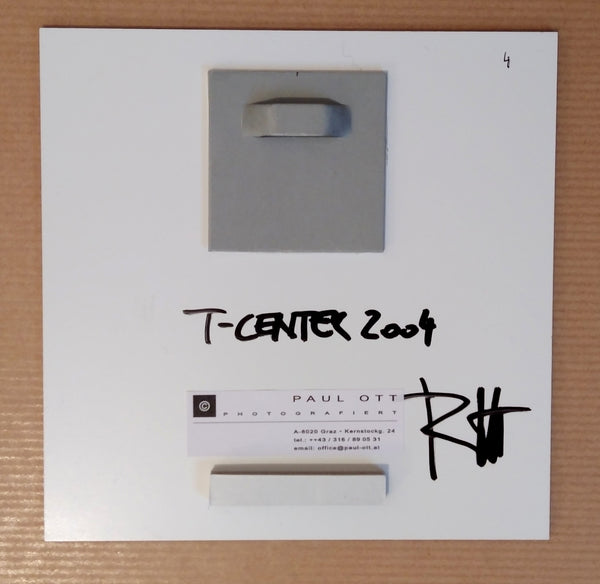 4
T-CENTER 2004
© PAUL OTT
PHOTOGRAFIERT
A-8020 Graz - Kernstockg. 24
tel.: ++43 / 316 / 89 05 31
email: office@paul-ott.at